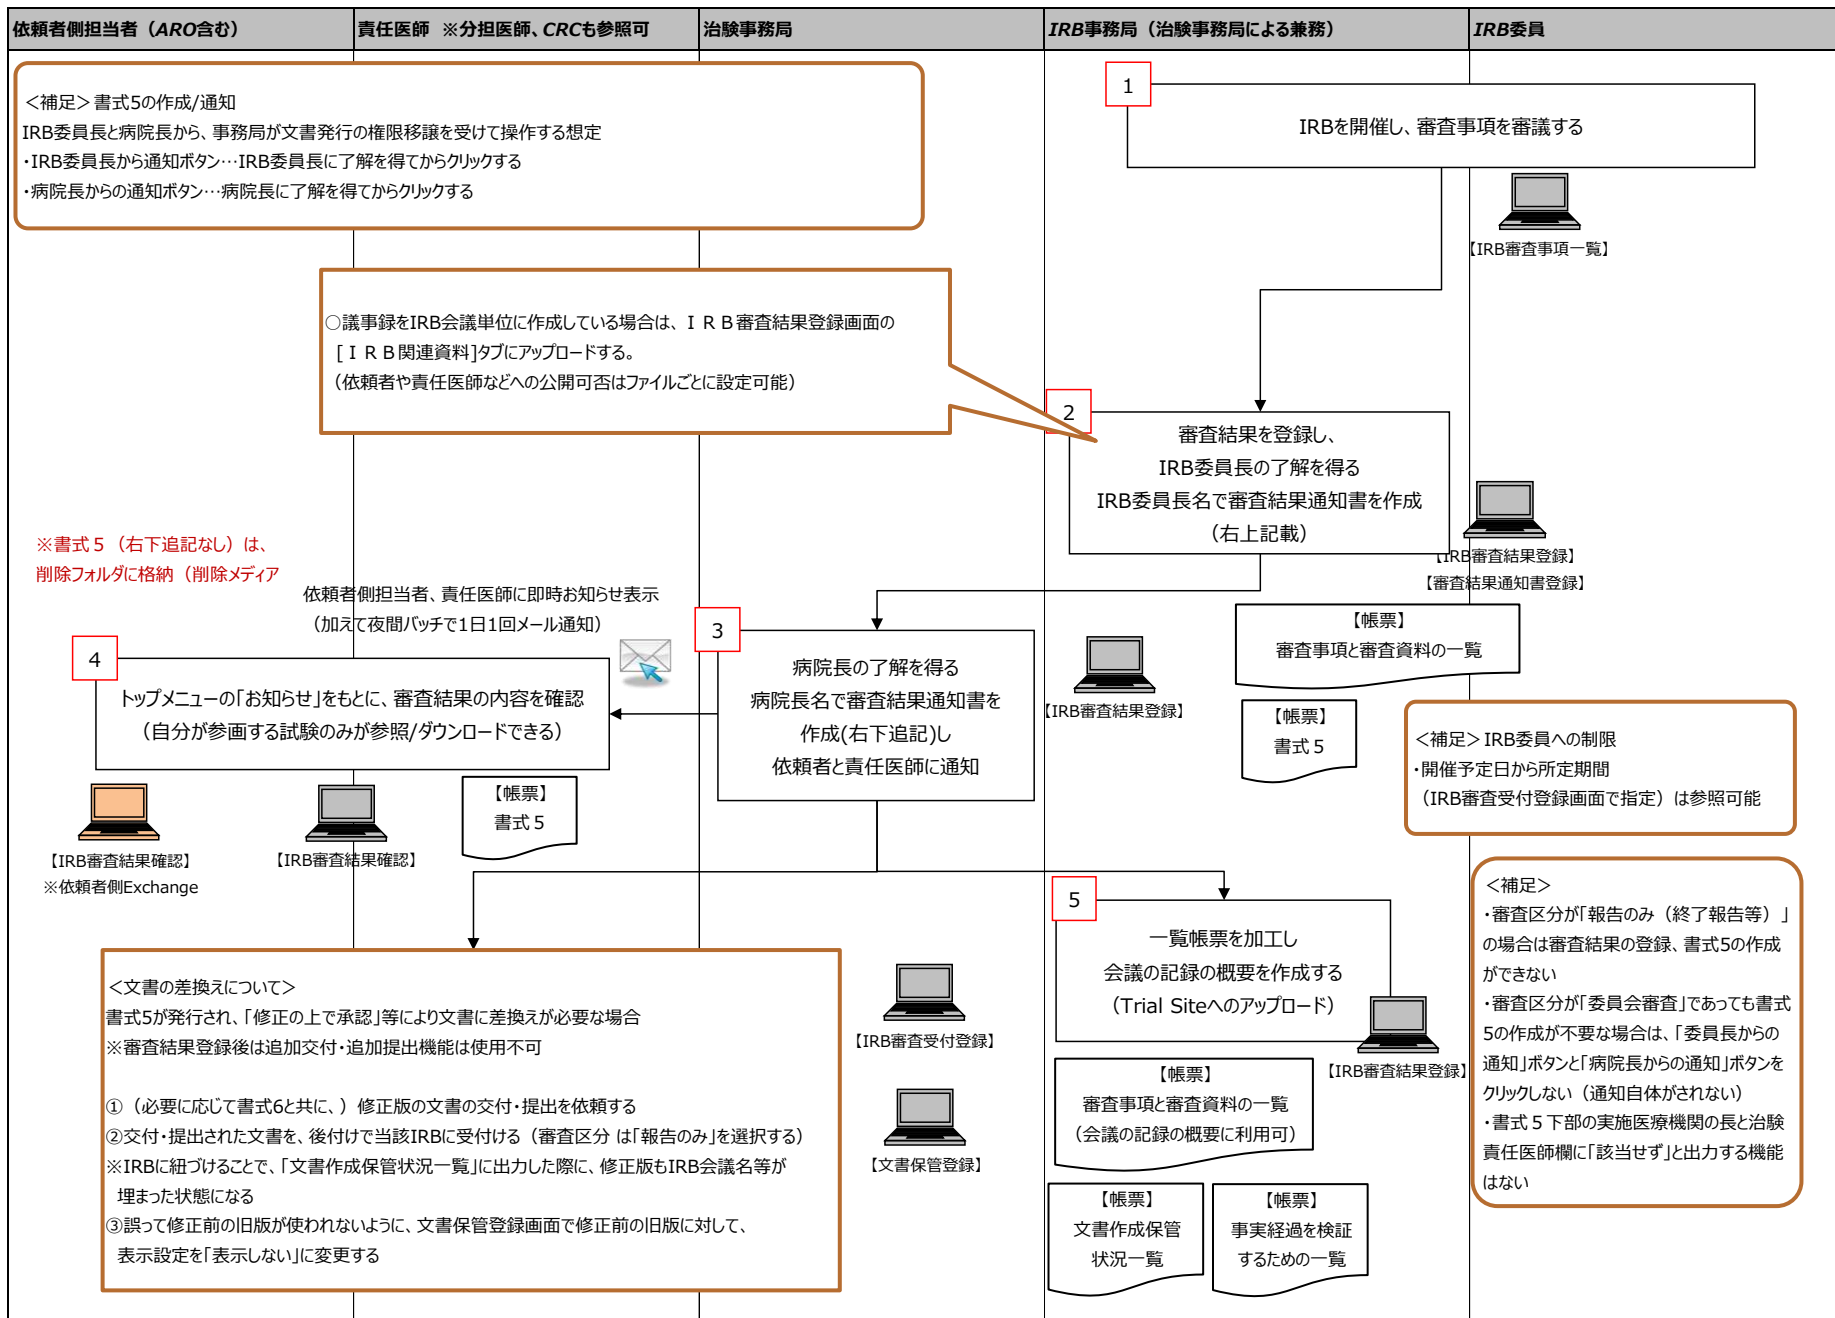 依頼者側担当者（ARO含む）
責任医師　※分担医師、CRCも参照可
治験事務局
IRB事務局（治験事務局による兼務）
IRB委員
＜補足＞書式5の作成/通知
IRB委員長と病院長から、事務局が文書発行の権限移譲を受けて操作する想定
・IRB委員長から通知ボタン…IRB委員長に了解を得てからクリックする
・病院長からの通知ボタン…病院長に了解を得てからクリックする
1
IRBを開催し、審査事項を審議する
【IRB審査事項一覧】
○議事録をIRB会議単位に作成している場合は、ＩＲＢ審査結果登録画面の
[ＩＲＢ関連資料]タブにアップロードする。
（依頼者や責任医師などへの公開可否はファイルごとに設定可能）
2
審査結果を登録し、
IRB委員長の了解を得る
IRB委員長名で審査結果通知書を作成
（右上記載）
【IRB審査結果登録】
【審査結果通知書登録】
※書式５（右下追記なし）は、
削除フォルダに格納（削除メディア
依頼者側担当者、責任医師に即時お知らせ表示
（加えて夜間バッチで1日1回メール通知）
3
病院長の了解を得る
病院長名で審査結果通知書を
作成(右下追記)し
依頼者と責任医師に通知
【IRB審査結果登録】
【帳票】
審査事項と審査資料の一覧
【帳票】
書式５
4
トップメニューの「お知らせ」をもとに、審査結果の内容を確認
（自分が参画する試験のみが参照/ダウンロードできる）
【IRB審査結果確認】
※依頼者側Exchange
【IRB審査結果確認】
【帳票】
書式５
＜補足＞IRB委員への制限
・開催予定日から所定期間
（IRB審査受付登録画面で指定）は参照可能
5
一覧帳票を加工し
会議の記録の概要を作成する
（Trial Siteへのアップロード）
【IRB審査結果登録】
＜補足＞
・審査区分が「報告のみ（終了報告等）」
の場合は審査結果の登録、書式5の作成
ができない
・審査区分が「委員会審査」であっても書式
5の作成が不要な場合は、「委員長からの
通知」ボタンと「病院長からの通知」ボタンを
クリックしない（通知自体がされない）
・書式５下部の実施医療機関の長と治験
責任医師欄に「該当せず」と出力する機能
はない
＜文書の差換えについて＞
書式5が発行され、「修正の上で承認」等により文書に差換えが必要な場合
※審査結果登録後は追加交付・追加提出機能は使用不可
①（必要に応じて書式6と共に、）修正版の文書の交付・提出を依頼する
②交付・提出された文書を、後付けで当該IRBに受付ける（審査区分 は「報告のみ」を選択する）
※IRBに紐づけることで、「文書作成保管状況一覧」に出力した際に、修正版もIRB会議名等が
埋まった状態になる
③誤って修正前の旧版が使われないように、文書保管登録画面で修正前の旧版に対して、
表示設定を「表示しない」に変更する
【IRB審査受付登録】
【文書保管登録】
【帳票】
審査事項と審査資料の一覧
（会議の記録の概要に利用可）
【帳票】
文書作成保管
状況一覧
【帳票】
事実経過を検証
するための一覧